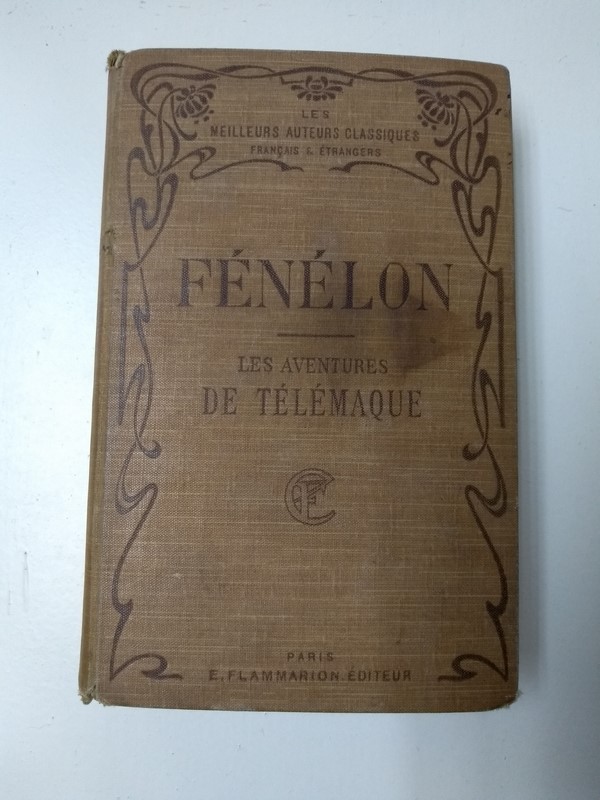 LES
MEILLEURS AUTEURS CLASSIQUES
FRANÇAIS & ÉTRANGERS
FÉNÉLON
LES AVENTURES
DE TÉLÉMAQUE
PARIS
E. FLAMMARION. ÉDITEUR